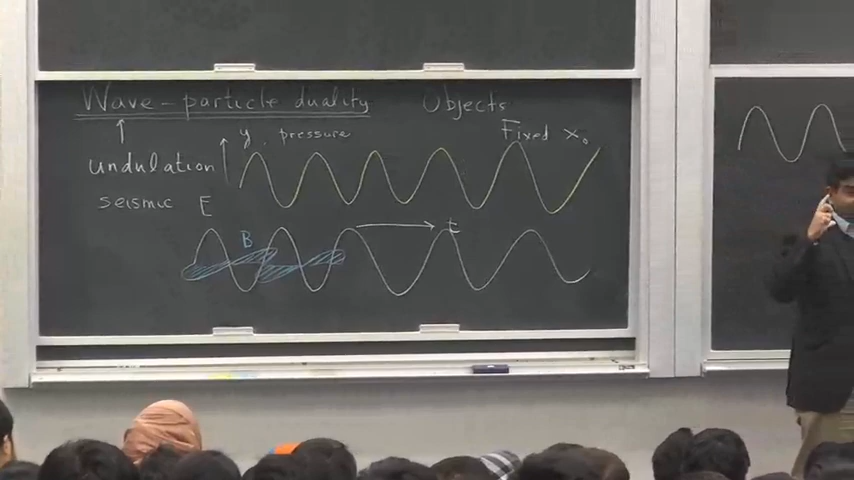 Wave-particle duality Objects
y, pressure Fixed x₀
undulation
seismic E
B t